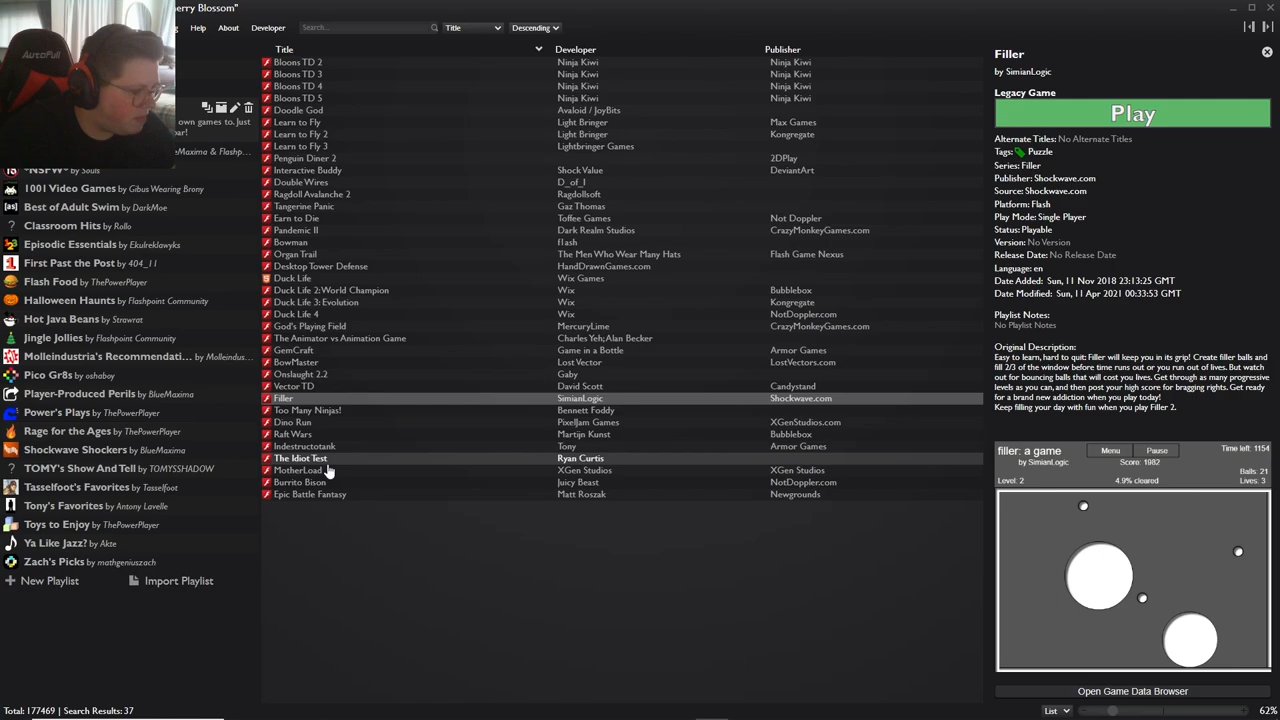 erry Blossom"
Help About Developer Search... Title Descending
Title Developer Publisher
Bloons TD 2 Ninja Kiwi Ninja Kiwi
Bloons TD 3 Ninja Kiwi Ninja Kiwi
Bloons TD 4 Ninja Kiwi Ninja Kiwi
Bloons TD 5 Ninja Kiwi Ninja Kiwi
Doodle God Avaloid / JoyBits
Learn to Fly Light Bringer Max Games
Learn to Fly 2 Light Bringer Kongregate
Learn to Fly 3 Lightbringer Games
Penguin Diner 2 2DPlay
Interactive Buddy Shock Value DeviantArt
Double Wires D_of_I
Ragdoll Avalanche 2 Ragdollsoft
Tangerine Panic Gaz Thomas
Earn to Die Toffee Games Not Doppler
Pandemic II Dark Realm Studios CrazyMonkeyGames.com
Bowman flash
Organ Trail The Men Who Wear Many Hats Flash Game Nexus
Desktop Tower Defense HandDrawnGames.com
Duck Life Wix Games
Duck Life 2: World Champion Wix Bubblebox
Duck Life 3: Evolution Wix Kongregate
Duck Life 4 Wix NotDoppler.com
God's Playing Field MercuryLime CrazyMonkeyGames.com
The Animator vs Animation Game Charles Yeh;Alan Becker
GemCraft Game in a Bottle Armor Games
BowMaster Lost Vector LostVectors.com
Onslaught 2.2 Gaby
Vector TD David Scott Candystand
Filler SimianLogic Shockwave.com
Too Many Ninjas! Bennett Foddy
Dino Run PixelJam Games XGenStudios.com
Raft Wars Martijn Kunst Bubblebox
Indestructotank Tony Armor Games
The Idiot Test Ryan Curtis
MotherLoad XGen Studios XGen Studios
Burrito Bison Juicy Beast NotDoppler.com
Epic Battle Fantasy Matt Roszak Newgrounds
AUTOFULL
own games to. Just
par!
eMaxima & Flashp...
*NSFW* by Souls
1001 Video Games by Gibus Wearing Brony
Best of Adult Swim by DarkMoe
Classroom Hits by Rollo
Episodic Essentials by Ekulreklawyks
First Past the Post by 404_11
Flash Food by ThePowerPlayer
Halloween Haunts by Flashpoint Community
Hot Java Beans by Strawrat
Jingle Jollies by Flashpoint Community
Molleindustria's Recommendati... by Molleindus...
Pico Gr8s by oshaboy
Player-Produced Perils by BlueMaxima
Power's Plays by ThePowerPlayer
Rage for the Ages by ThePowerPlayer
Shockwave Shockers by BlueMaxima
TOMY's Show And Tell by TOMYSSHADOW
Tasselfoot's Favorites by Tasselfoot
Tony's Favorites by Antony Lavelle
Toys to Enjoy by ThePowerPlayer
Ya Like Jazz? by Akte
Zach's Picks by mathgeniuszach
New Playlist Import Playlist
Total: 177469 | Search Results: 37
Filler
by SimianLogic
Legacy Game
Play
Alternate Titles: No Alternate Titles
Tags: Puzzle
Series: Filler
Publisher: Shockwave.com
Source: Shockwave.com
Platform: Flash
Play Mode: Single Player
Status: Playable
Version: No Version
Release Date: No Release Date
Language: en
Date Added: Sun, 11 Nov 2018 23:13:25 GMT
Date Modified: Sun, 11 Apr 2021 00:33:53 GMT
Playlist Notes:
No Playlist Notes
Original Description:
Easy to learn, hard to quit: Filler will keep you in its grip! Create filler balls and
fill 2/3 of the window before time runs out or you run out of lives. But watch
out for bouncing balls that will cost you lives. Get through as many progressive
levels as you can, and then post your high score for bragging rights. Get ready
for a brand new addiction when you play today!
Keep filling your day with fun when you play Filler 2.
filler: a game Menu Pause Time left: 1154
by SimianLogic Score: 1982 Balls: 21
Level: 2 4.9% cleared Lives: 3
Open Game Data Browser
List 62%